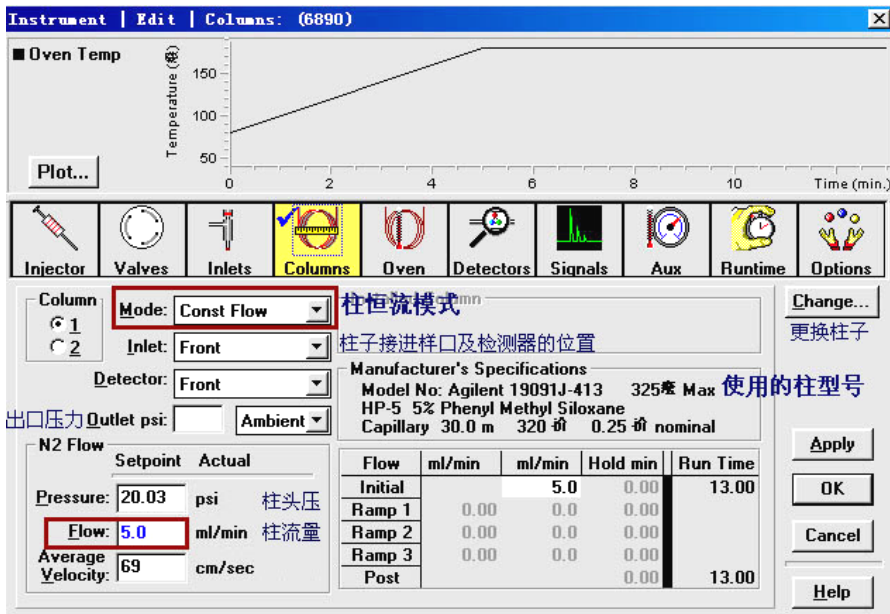 Instrument | Edit | Columns: (6890)
Oven Temp
Temperature (癈)
150
100
50
Plot...
0 2 4 6 8 10 Time (min.)
Injector Valves Inlets Columns Oven Detectors Signals Aux Runtime Options
Column
1
2
Mode: Const Flow 柱恒流模式
Change...
更换柱子
Inlet: Front 柱子接进样口及检测器的位置
Detector: Front
Manufacturer's Specifications
Model No: Agilent 19091J-413 325癈 Max 使用的柱型号
HP-5 5% Phenyl Methyl Siloxane
Capillary 30.0 m 320 祄 0.25 祄 nominal
出口压力 Outlet psi: Ambient
N2 Flow
Setpoint Actual
Pressure: 20.03 psi 柱头压
Flow: 5.0 ml/min 柱流量
Average Velocity: 69 cm/sec
Flow ml/min ml/min Hold min Run Time
Initial 5.0 0.00 13.00
Ramp 1 0.00 0.0 0.00
Ramp 2 0.00 0.0 0.00
Ramp 3 0.00 0.0 0.00
Post 0.00 13.00
Apply
OK
Cancel
Help